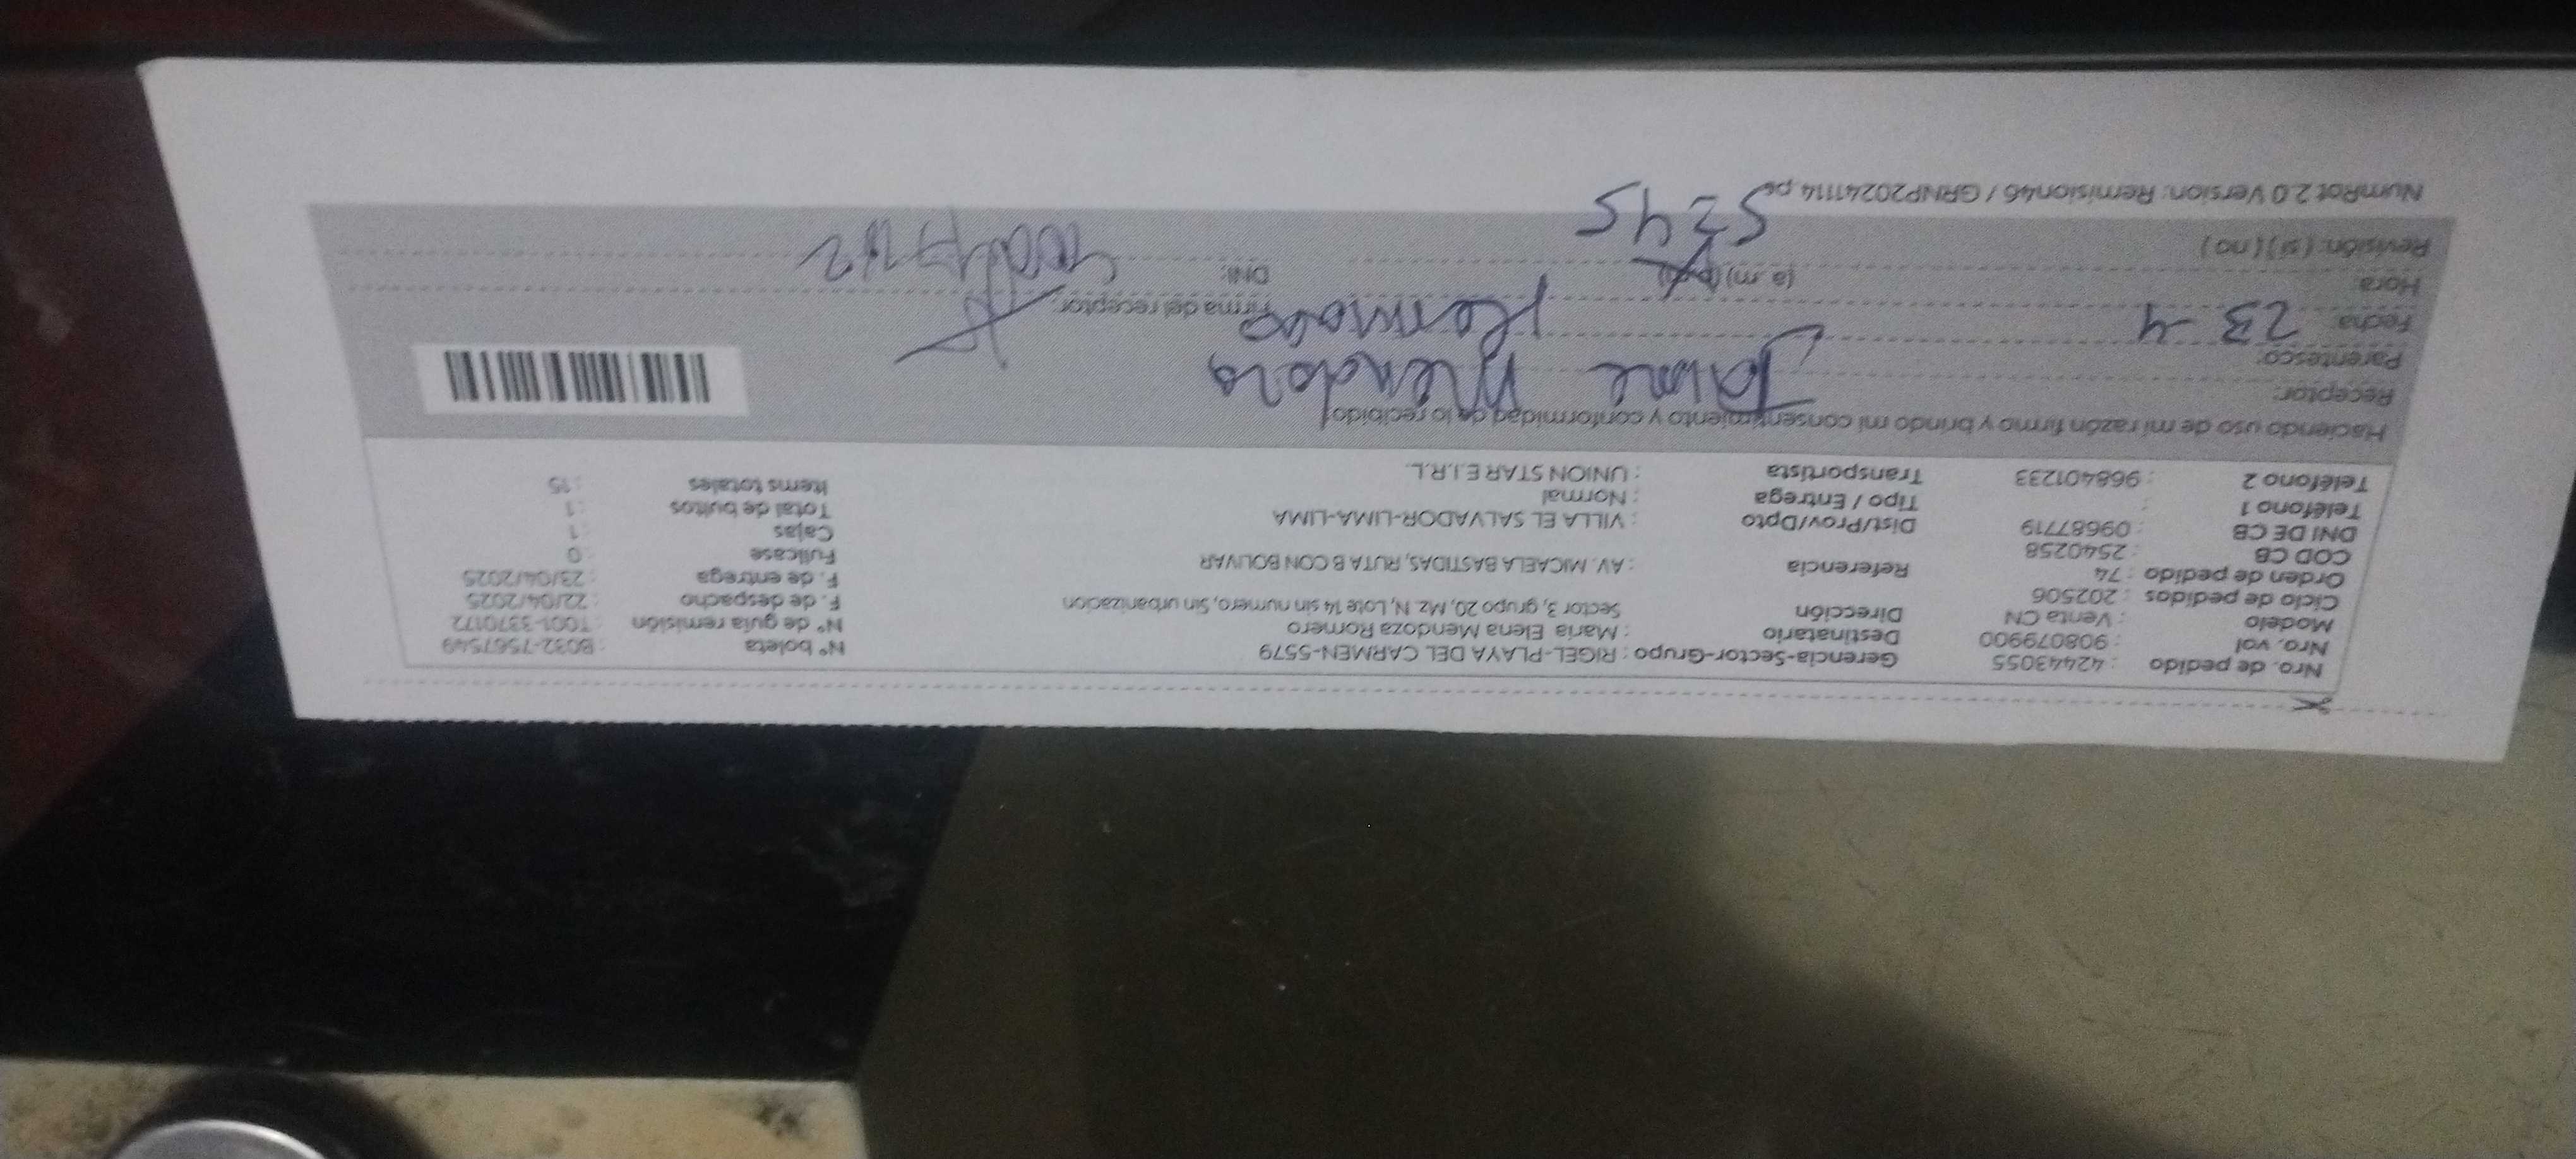 Nro. de pedido : 42443055 Gerencia-Sector-Grupo : RIGEL-PLAYA DEL CARMEN-5579 N° boleta : B032-7567549
Nro. vol : 908079900 Destinatario : Maria Elena Mendoza Romero N° de guía remisión : T001-3370172
Modelo : Venta CN Dirección Sector 3, grupo 20, Mz. N, Lote 14 sin numero, Sin urbanizacion F. de despacho : 22/04/2025
Ciclo de pedidos : 202506 F. de entrega : 23/04/2025
Orden de pedido : 74 Referencia : AV. MICAELA BASTIDAS, RUTA B CON BOLIVAR Fullcase : 0
COD CB : 2540258 Cajas : 1
DNI DE CB : 09687719 Dist/Prov/Dpto : VILLA EL SALVADOR-LIMA-LIMA Total de bultos : 1
Teléfono 1 : Tipo / Entrega : Normal Items totales : 15
Teléfono 2 : 968401233 Transportista : UNION STAR E.I.R.L.
Haciendo uso de mi razón firmo y brindo mi consentimiento y conformidad de lo recibido
Receptor: Jaime Mendoza
Parentesco: Hermano
Fecha: 23-4 Firma del receptor:
Hora: (a.m) (p.m) DNI:
Revisión: ( si ) ( no ) 5:45
NumRot 2.0 Version: Remision46 / GRNP20241114.pe